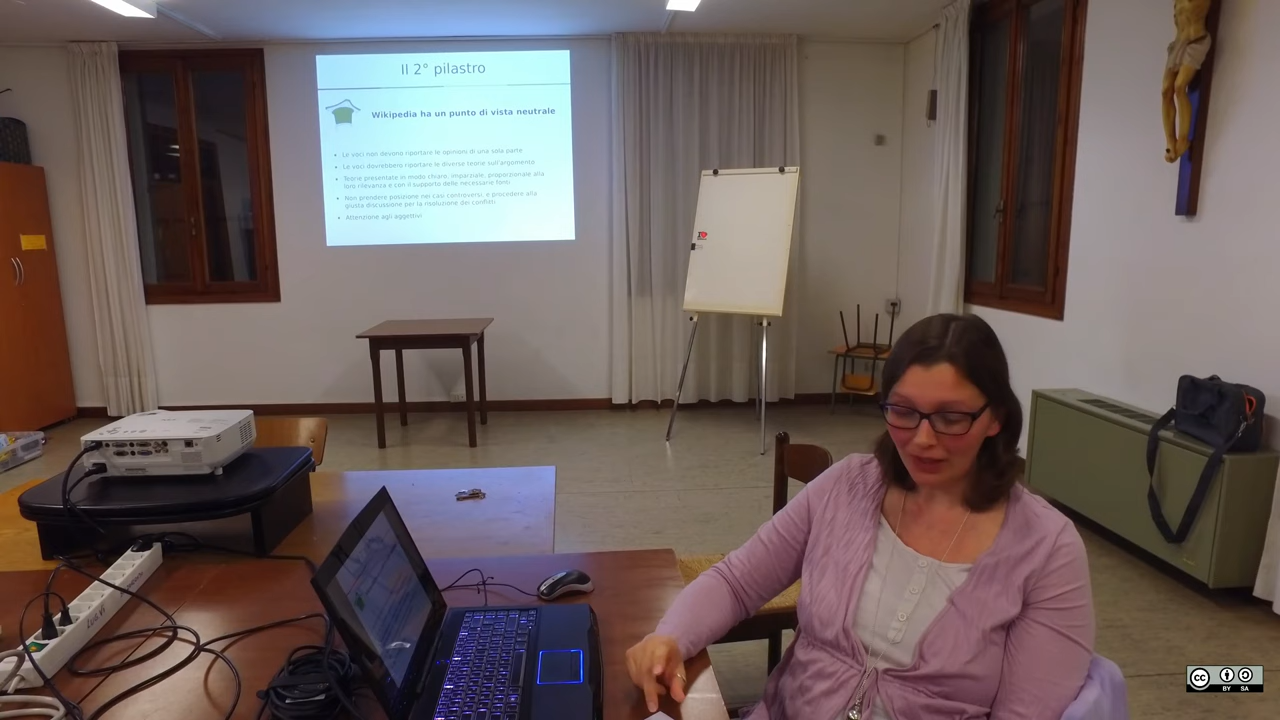 Il 2° pilastro
Wikipedia ha un punto di vista neutrale
Le voci non devono riportare le opinioni di una sola parte
Le voci dovrebbero riportare le diverse teorie sull'argomento
Teorie presentate in modo chiaro, imparziale, proporzionale alla
loro rilevanza e con il supporto delle necessarie fonti
Non prendere posizione nei casi controversi, e procedere alla
giusta discussione per la risoluzione dei conflitti
Attenzione agli aggettivi
cc
BY SA